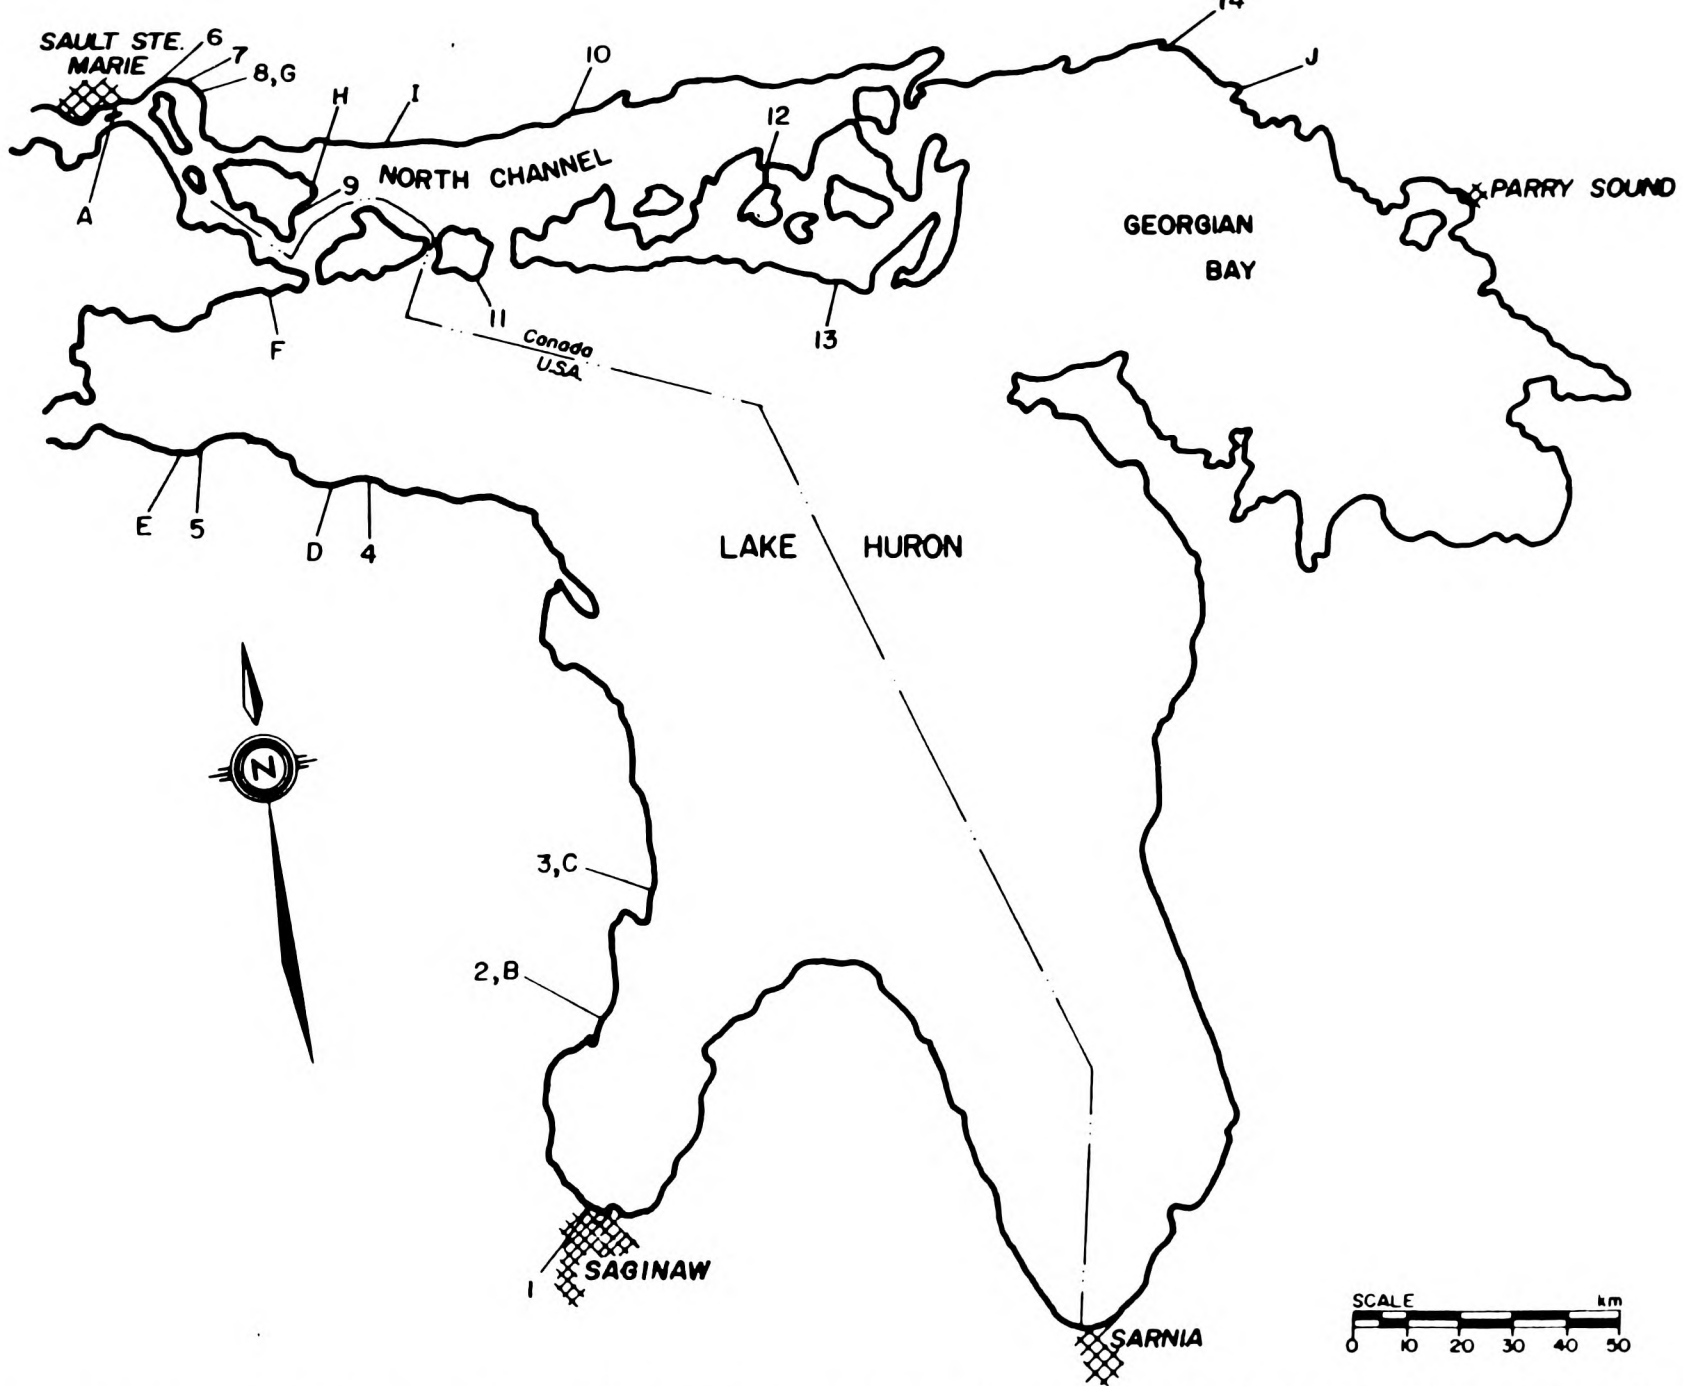 14
SAULT STE.
MARIE
6
7
8,G
10
J
H
I
12
NORTH CHANNEL
9
A
PARRY SOUND
GEORGIAN
BAY
11
F
13
Canada
U.S.A.
E
5
D
4
LAKE HURON
N
3,C
2,B
1
SAGINAW
SARNIA
SCALE km
0 10 20 30 40 50